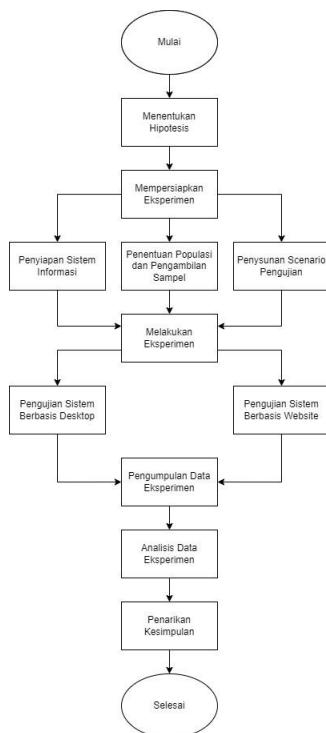 Mulai
Menentukan
Hipotesis
Mempersiapkan
Eksperimen
Penyiapan Sistem
Informasi
Penentuan Populasi
dan Pengambilan
Sampel
Penysunan Scenario
Pengujian
Melakukan
Eksperimen
Pengujian Sistem
Berbasis Desktop
Pengujian Sistem
Berbasis Website
Pengumpulan Data
Eksperimen
Analisis Data
Eksperimen
Penarikan
Kesimpulan
Selesai